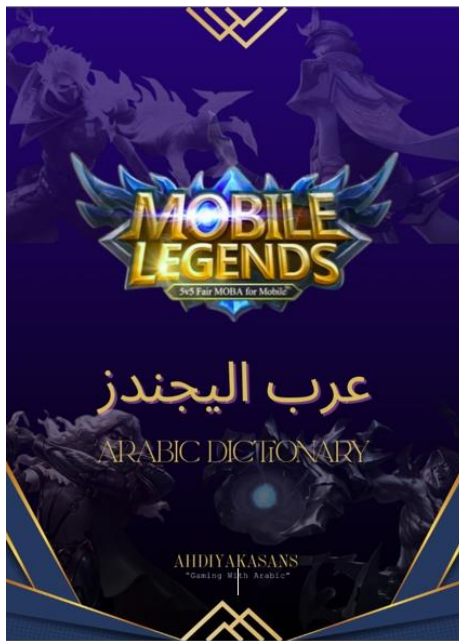 MOBILE
LEGENDS
5v5 Fair MOBA for Mobile
عرب اليجندز
ARABIC DICTIONARY
AHDIYAKASANS
"Gaming With Arabic"